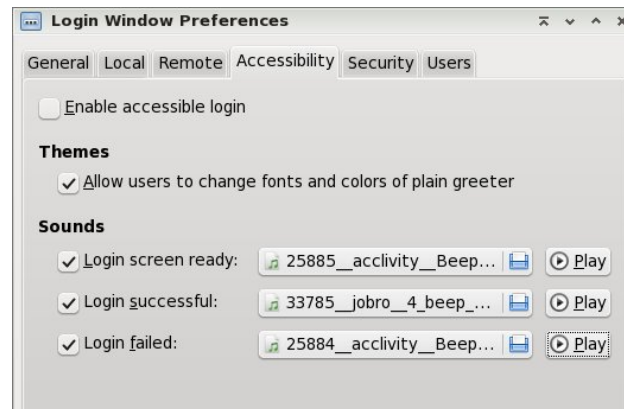 Login Window Preferences
General Local Remote Accessibility Security Users
Enable accessible login
Themes
Allow users to change fonts and colors of plain greeter
Sounds
Login screen ready: 25885__acclivity__Beep... Play
Login successful: 33785__jobro__4_beep_... Play
Login failed: 25884__acclivity__Beep... Play